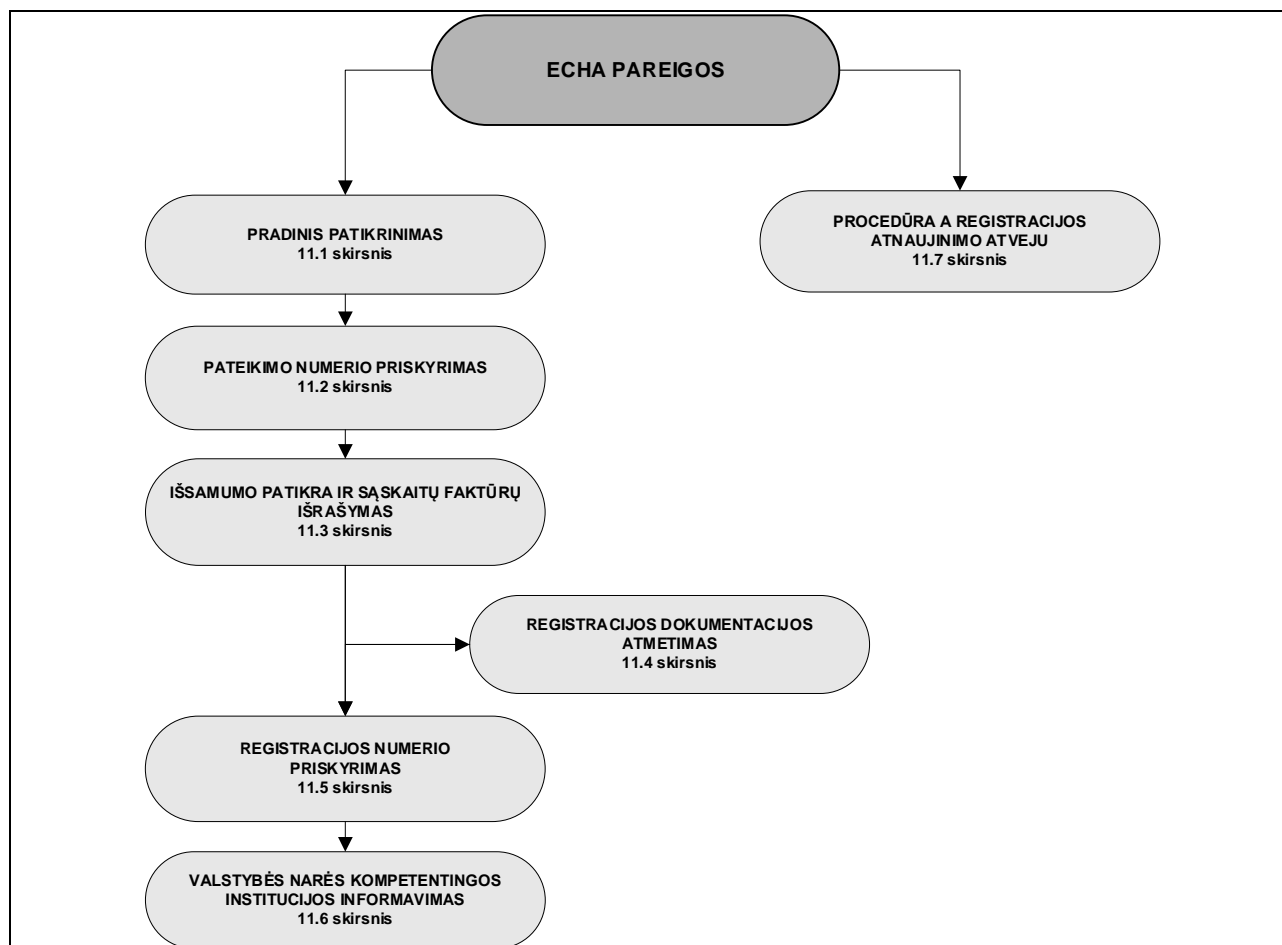 ECHA PAREIGOS
PRADINIS PATIKRINIMAS
11.1 skirsnis
PROCEDŪRA A REGISTRACIJOS
ATNAUJINIMO ATVEJU
11.7 skirsnis
PATEIKIMO NUMERIO PRISKYRIMAS
11.2 skirsnis
IŠSAMUMO PATIKRA IR SĄSKAITŲ FAKTŪRŲ
IŠRAŠYMAS
11.3 skirsnis
REGISTRACIJOS DOKUMENTACIJOS
ATMETIMAS
11.4 skirsnis
REGISTRACIJOS NUMERIO
PRISKYRIMAS
11.5 skirsnis
VALSTYBĖS NARĖS KOMPETENTINGOS
INSTITUCIJOS INFORMAVIMAS
11.6 skirsnis